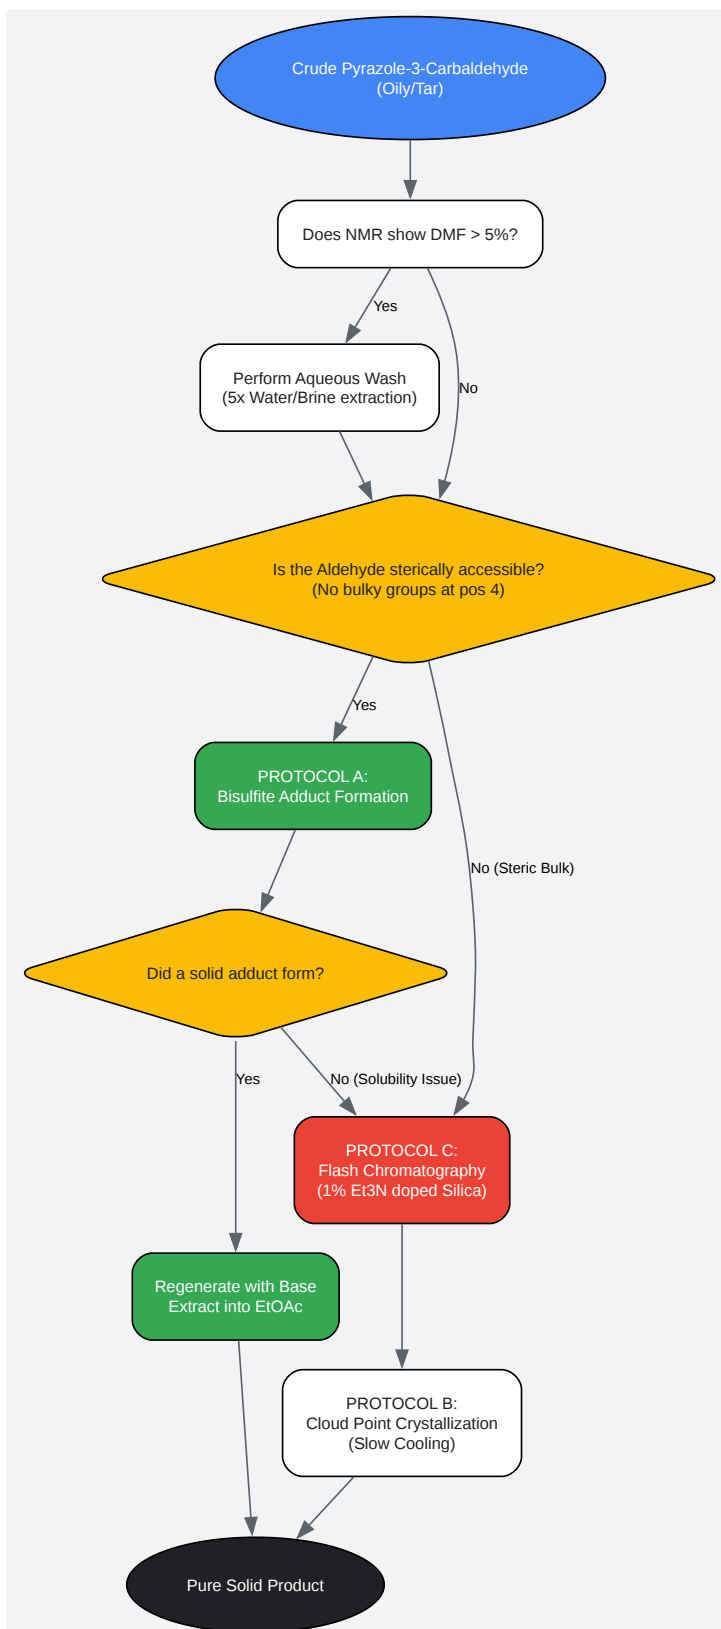 Crude Pyrazole-3-Carbaldehyde
(Oily/Tar)
Does NMR show DMF > 5%?
Yes
Perform Aqueous Wash
(5x Water/Brine extraction)
No
Is the Aldehyde sterically accessible?
(No bulky groups at pos 4)
Yes
PROTOCOL A:
Bisulfite Adduct Formation
No (Steric Bulk)
Did a solid adduct form?
Yes
No (Solubility Issue)
PROTOCOL C:
Flash Chromatography
(1% Et3N doped Silica)
Regenerate with Base
Extract into EtOAc
PROTOCOL B:
Cloud Point Crystallization
(Slow Cooling)
Pure Solid Product